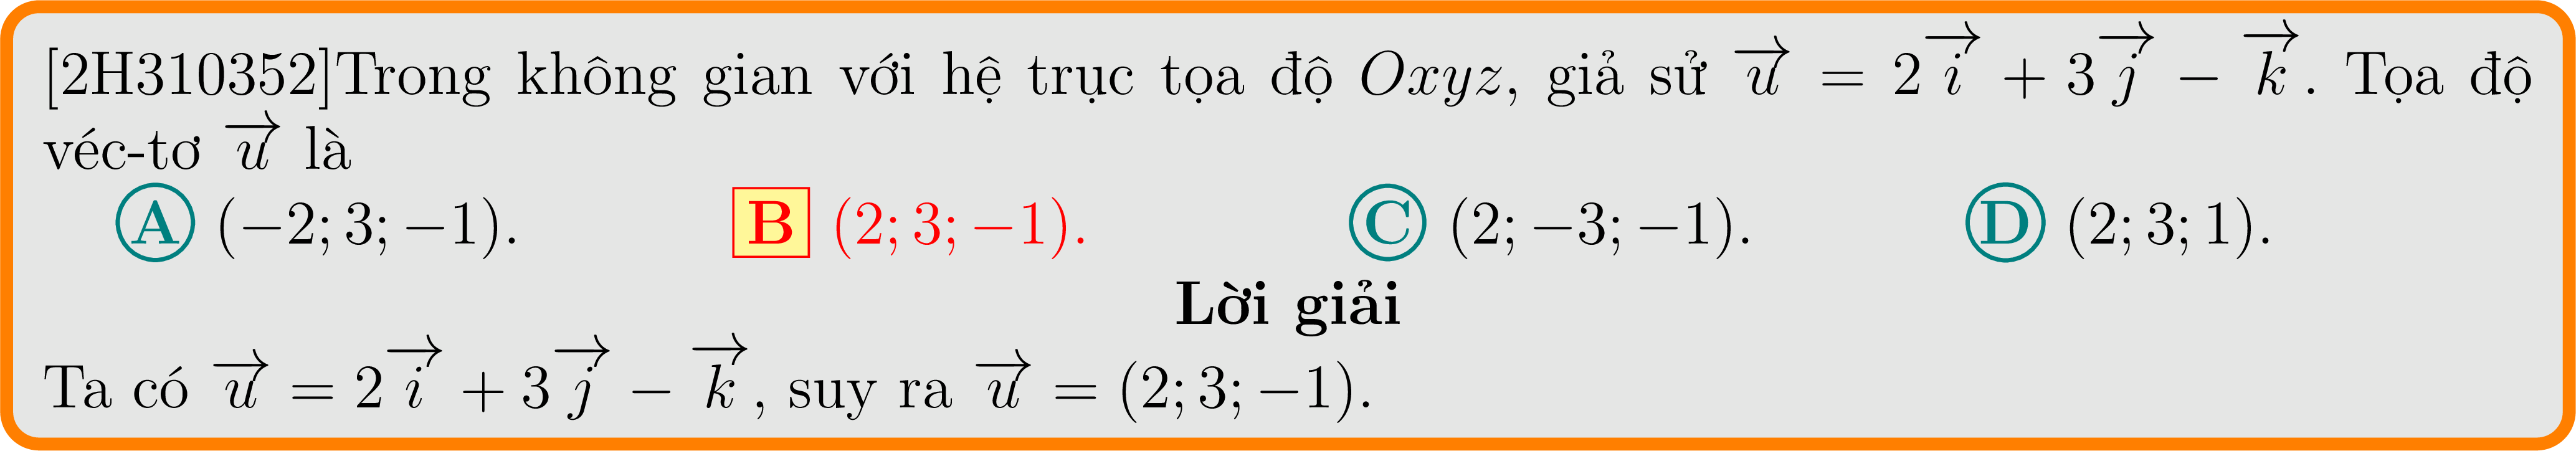 [2H310352]Trong không gian với hệ trục tọa độ Oxyz, giả sử $\overrightarrow{u} = 2\overrightarrow{i} + 3\overrightarrow{j} - \overrightarrow{k}$. Tọa độ
véc-tơ $\overrightarrow{u}$ là
A (−2; 3; −1). B (2; 3; −1). C (2; −3; −1). D (2; 3; 1).
Lời giải
Ta có $\overrightarrow{u} = 2\overrightarrow{i} + 3\overrightarrow{j} - \overrightarrow{k}$, suy ra $\overrightarrow{u} = (2; 3; -1)$.